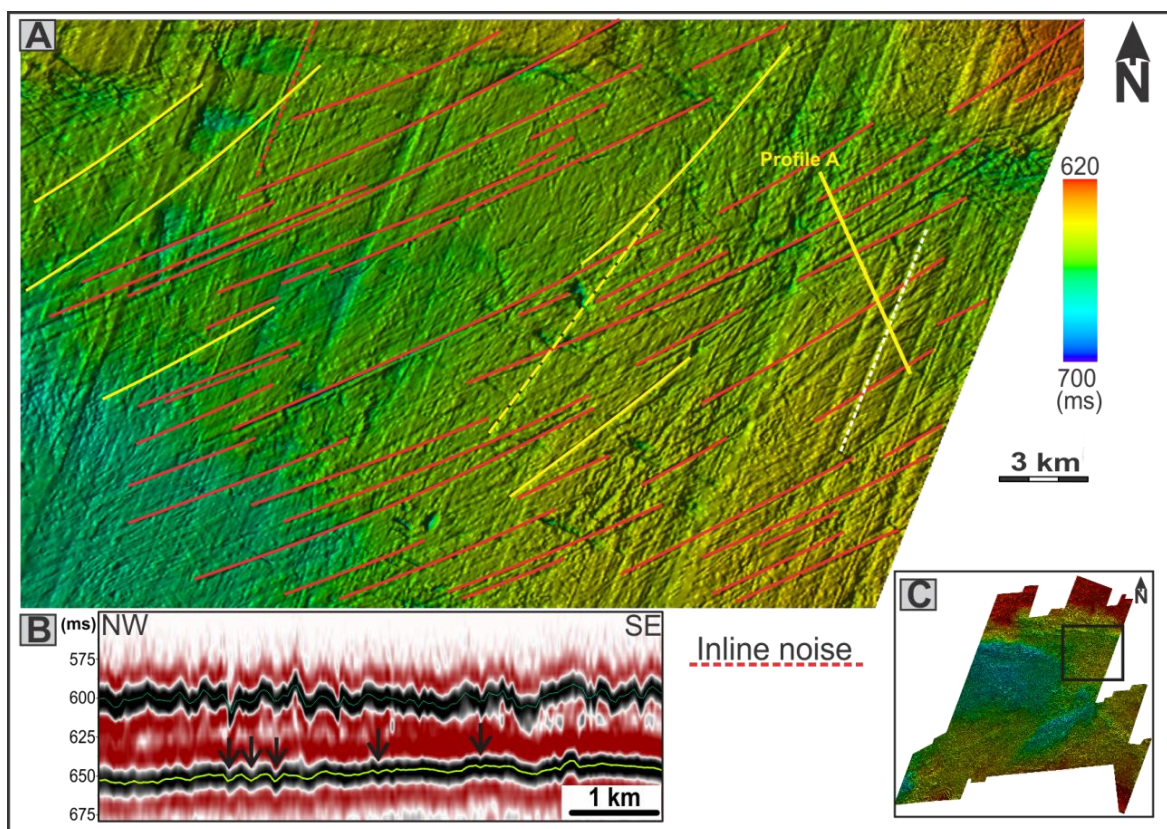 A
N
Profile A
620
700
(ms)
3 km
B
(ms)
NW
SE
575
600
625
650
675
1 km
Inline noise
C
N